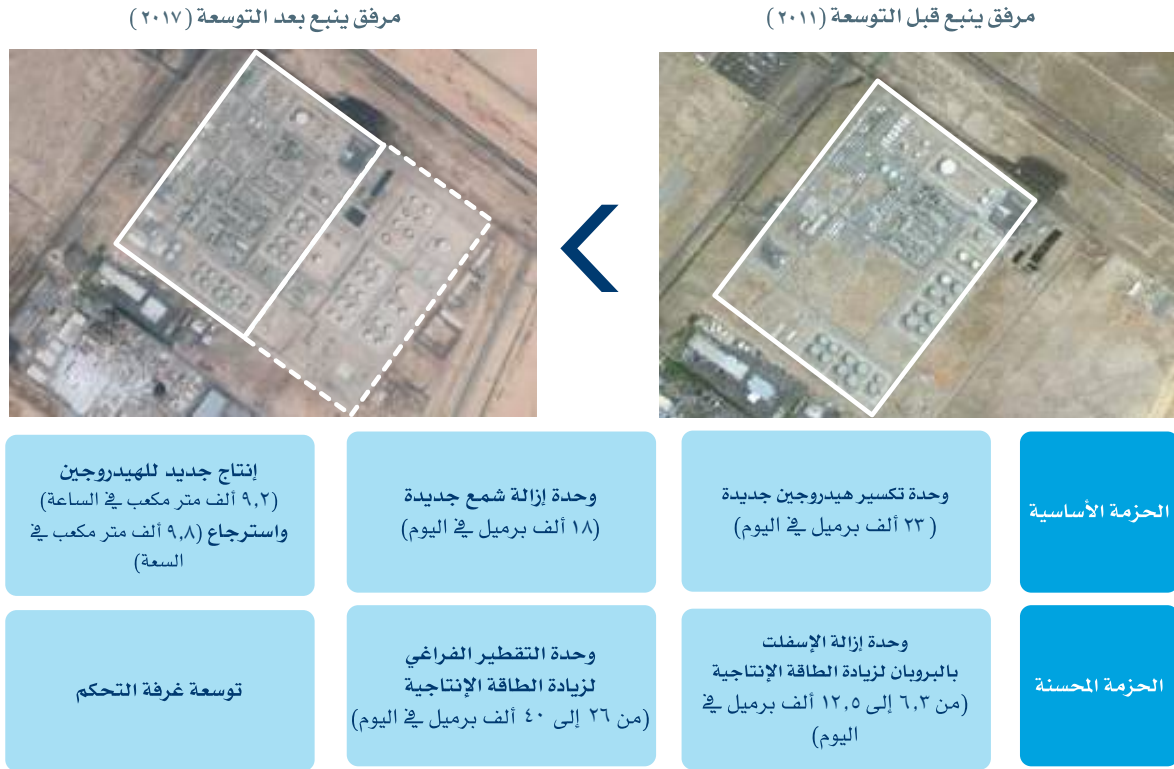 مرفق ينبع قبل التوسعة (٢٠١١)
مرفق ينبع بعد التوسعة (٢٠١٧)
الحزمة الأساسية
وحدة تكسير هيدروجين جديدة
( ٢٣ ألف برميل في اليوم)
وحدة إزالة شمع جديدة
(١٨ ألف برميل في اليوم)
إنتاج جديد للهيدروجين
(٩,٢ ألف متر مكعب في الساعة)
واسترجاع (٩,٨ ألف متر مكعب في
السعة)
الحزمة المحسنة
وحدة إزالة الإسفلت
بالبروبان لزيادة الطاقة الإنتاجية
(من ٦,٣ إلى ١٢,٥ ألف برميل في
اليوم)
وحدة التقطير الفراغي
لزيادة الطاقة الإنتاجية
(من ٢٦ إلى ٤٠ ألف برميل في اليوم)
توسعة غرفة التحكم